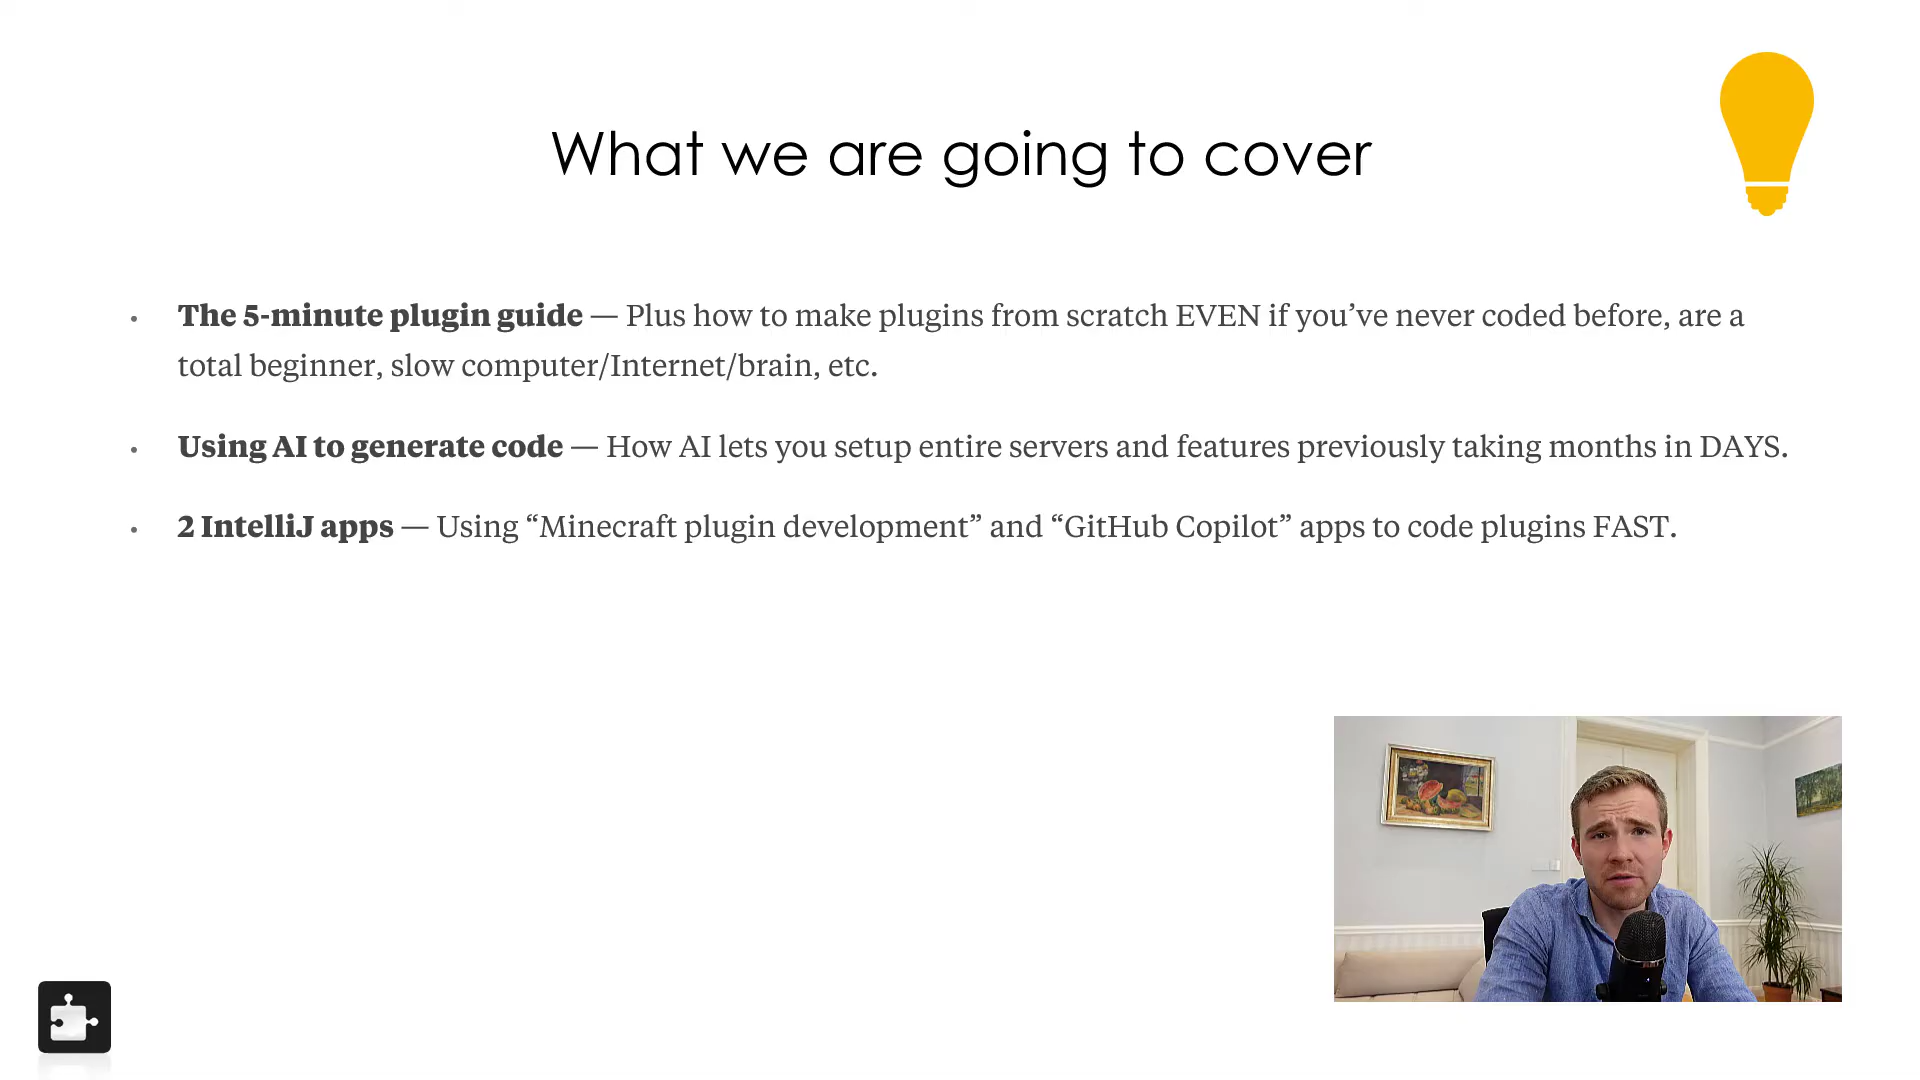 What we are going to cover
• The 5-minute plugin guide — Plus how to make plugins from scratch EVEN if you’ve never coded before, are a
total beginner, slow computer/Internet/brain, etc.
• Using AI to generate code — How AI lets you setup entire servers and features previously taking months in DAYS.
• 2 IntelliJ apps — Using “Minecraft plugin development” and “GitHub Copilot” apps to code plugins FAST.